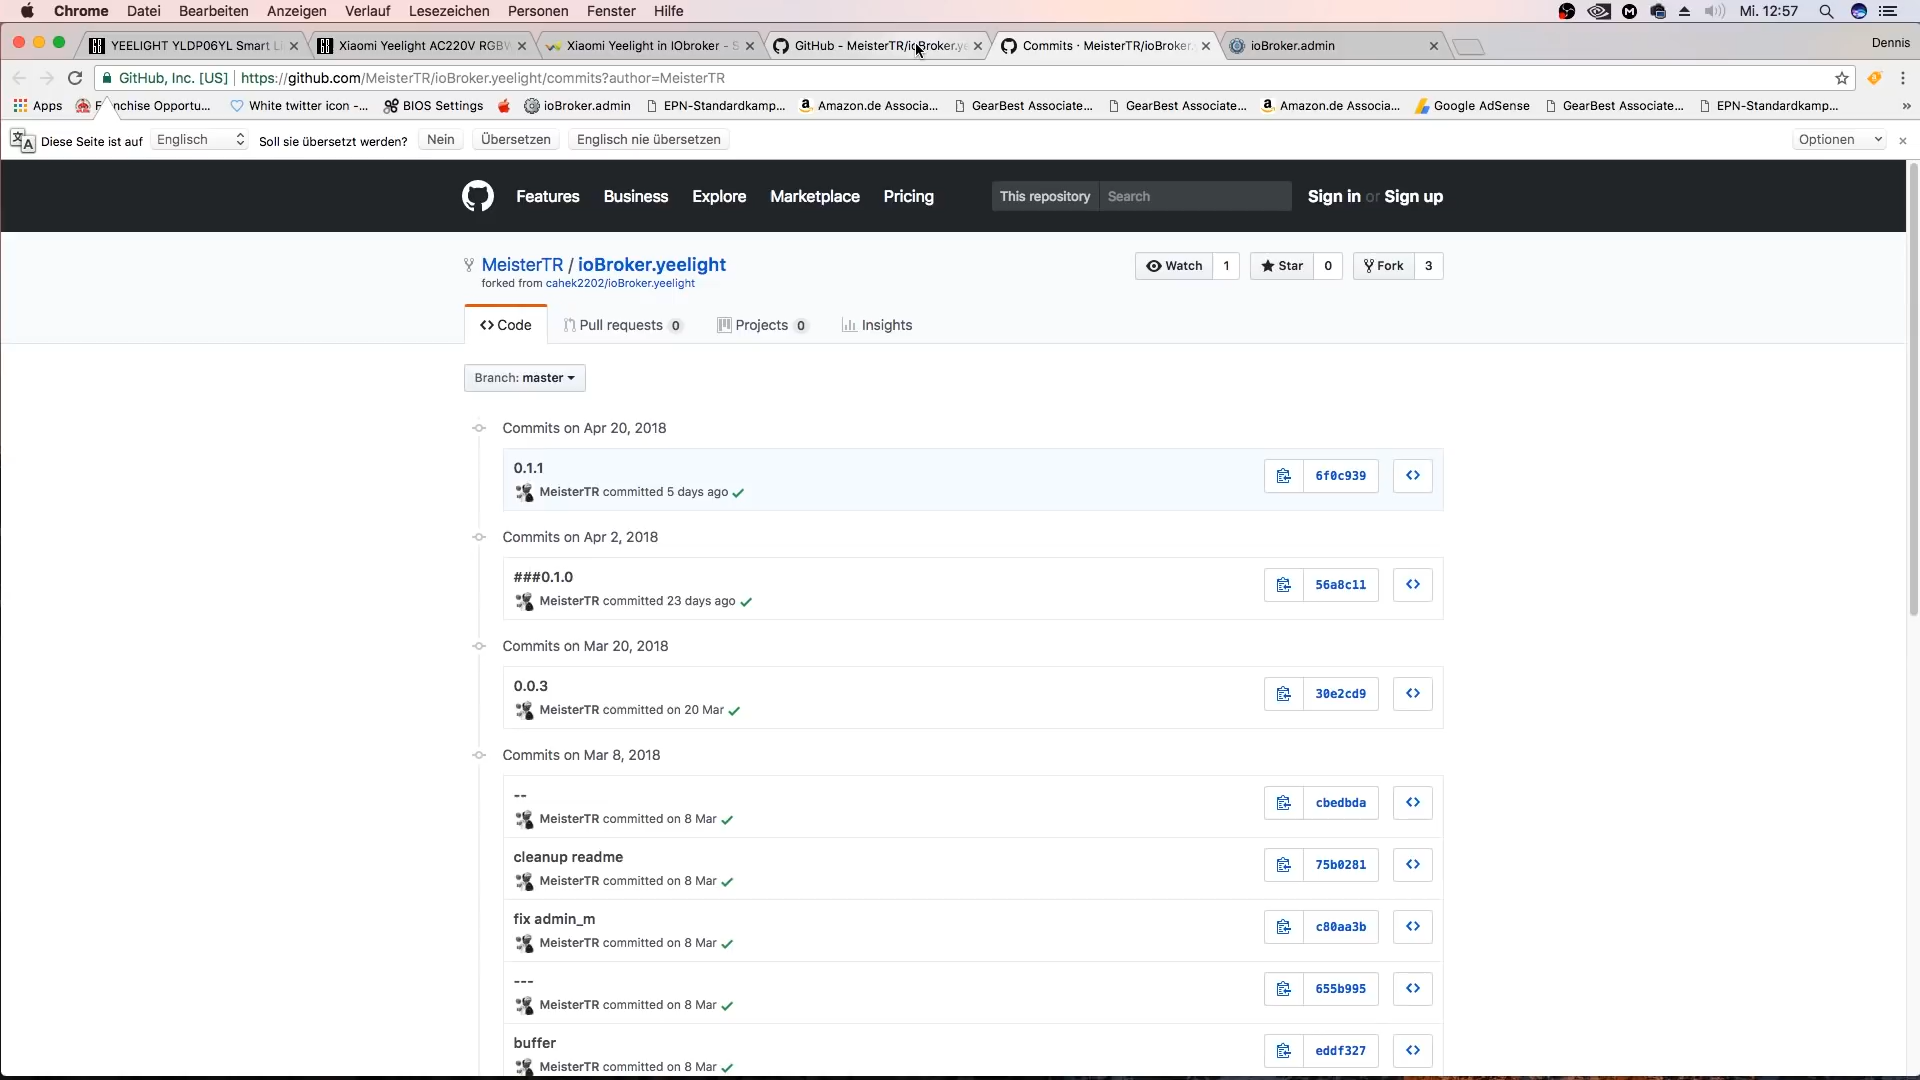 Chrome Datei Bearbeiten Anzeigen Verlauf Lesezeichen Personen Fenster Hilfe Mi. 12:57
YEELIGHT YLDP06YL Smart Li Xiaomi Yeelight AC220V RGBW Xiaomi Yeelight in IObroker - S GitHub - MeisterTR/ioBroker.ye Commits · MeisterTR/ioBroker. ioBroker.admin Dennis
GitHub, Inc. [US] https://github.com/MeisterTR/ioBroker.yeelight/commits?author=MeisterTR
Apps nchise Opportu... White twitter icon -... BIOS Settings ioBroker.admin EPN-Standardkamp... Amazon.de Associa... GearBest Associate... GearBest Associate... Amazon.de Associa... Google AdSense GearBest Associate... EPN-Standardkamp... »
Diese Seite ist auf Englisch Soll sie übersetzt werden? Nein Übersetzen Englisch nie übersetzen Optionen
Features Business Explore Marketplace Pricing This repository Search Sign in or Sign up
MeisterTR / ioBroker.yeelight Watch 1 Star 0 Fork 3
forked from cahek2202/ioBroker.yeelight
Code Pull requests 0 Projects 0 Insights
Branch: master
Commits on Apr 20, 2018
0.1.1
MeisterTR committed 5 days ago 6f0c939
Commits on Apr 2, 2018
###0.1.0
MeisterTR committed 23 days ago 56a8c11
Commits on Mar 20, 2018
0.0.3
MeisterTR committed on 20 Mar 30e2cd9
Commits on Mar 8, 2018
--
MeisterTR committed on 8 Mar cbedbda
cleanup readme
MeisterTR committed on 8 Mar 75b0281
fix admin_m
MeisterTR committed on 8 Mar c80aa3b
---
MeisterTR committed on 8 Mar 655b995
buffer
MeisterTR committed on 8 Mar eddf327